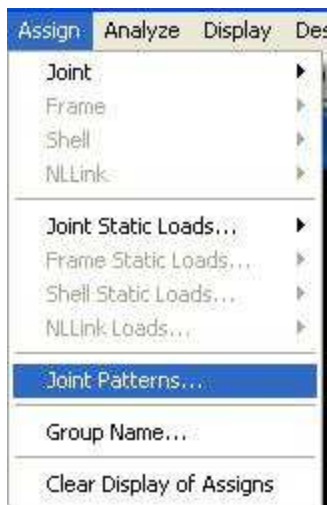 Assign Analyze Display Des
Joint
Frame
Shell
NLLink
Joint Static Loads...
Frame Static Loads...
Shell Static Loads...
NLLink Loads...
Joint Patterns...
Group Name...
Clear Display of Assigns